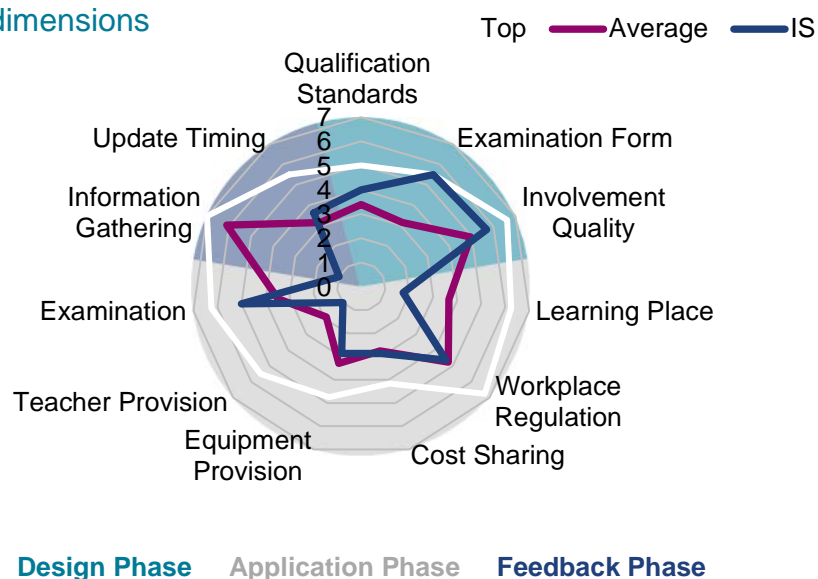 dimensions
Top Average IS
Qualification
Standards
7
6
5
4
3
2
1
0
Update Timing
Examination Form
Information
Gathering
Involvement
Quality
Examination
Learning Place
Teacher Provision
Workplace
Regulation
Equipment
Provision
Cost Sharing
Design Phase Application Phase Feedback Phase